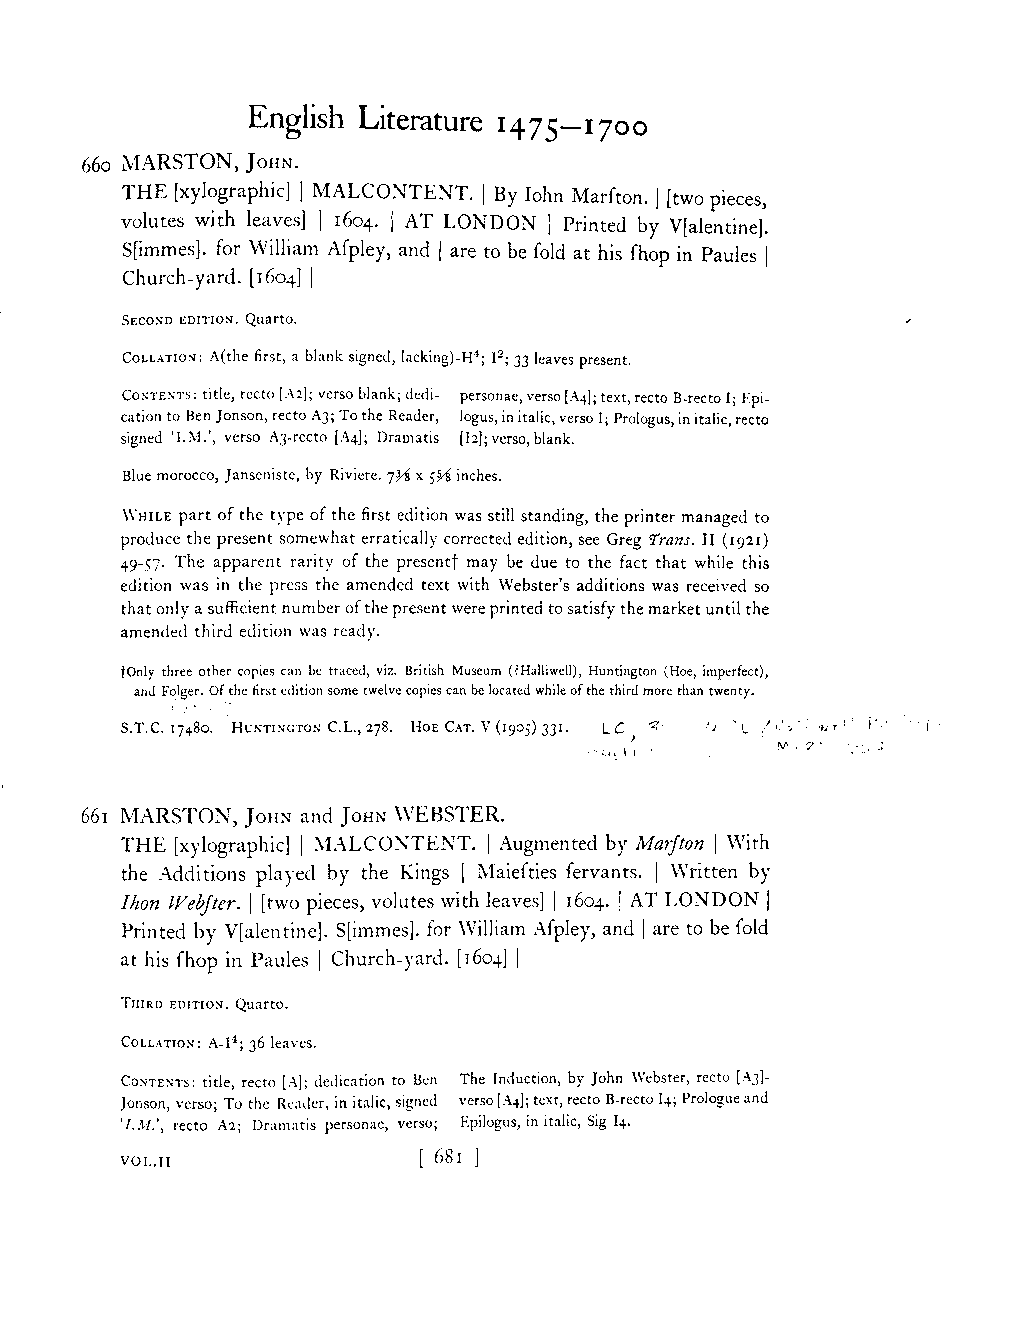 English Literature 1475–1700
660 MARSTON, JOHN.
THE [xylographic] | MALCONTENT. | By Iohn Marſton. | [two pieces,
volutes with leaves] | 1604. | AT LONDON | Printed by V[alentine].
S[immes]. for William Aſpley, and | are to be ſold at his ſhop in Paules |
Church-yard. [1604] |
SECOND EDITION. Quarto.
COLLATION: A(the first, a blank signed, lacking)-H⁴; I²; 33 leaves present.
CONTENTS: title, recto [A2]; verso blank; dedi-
cation to Ben Jonson, recto A3; To the Reader,
signed 'I.M.', verso A3-recto [A4]; Dramatis
personae, verso [A4]; text, recto B-recto I; Epi-
logus, in italic, verso I; Prologus, in italic, recto
[I2]; verso, blank.
Blue morocco, Janseniste, by Riviere. 7⅜ x 5⅝ inches.
WHILE part of the type of the first edition was still standing, the printer managed to
produce the present somewhat erratically corrected edition, see Greg Trans. II (1921)
49-57. The apparent rarity of the present† may be due to the fact that while this
edition was in the press the amended text with Webster's additions was received so
that only a sufficient number of the present were printed to satisfy the market until the
amended third edition was ready.
†Only three other copies can be traced, viz. British Museum (?Halliwell), Huntington (Hoe, imperfect),
and Folger. Of the first edition some twelve copies can be located while of the third more than twenty.
S.T.C. 17480. HUNTINGTON C.L., 278. HOE CAT. V (1905) 331. LC,
661 MARSTON, JOHN and JOHN WEBSTER.
THE [xylographic] | MALCONTENT. | Augmented by Marſton | With
the Additions played by the Kings | Maieſties ſervants. | Written by
Ihon Webſter. | [two pieces, volutes with leaves] | 1604. | AT LONDON |
Printed by V[alentine]. S[immes]. for William Aſpley, and | are to be ſold
at his ſhop in Paules | Church-yard. [1604] |
THIRD EDITION. Quarto.
COLLATION: A-I⁴; 36 leaves.
CONTENTS: title, recto [A]; dedication to Ben
Jonson, verso; To the Reader, in italic, signed
'I.M.', recto A2; Dramatis personae, verso;
The Induction, by John Webster, recto [A3]-
verso [A4]; text, recto B-recto I4; Prologue and
Epilogus, in italic, Sig I4.
VOL.II [ 681 ]